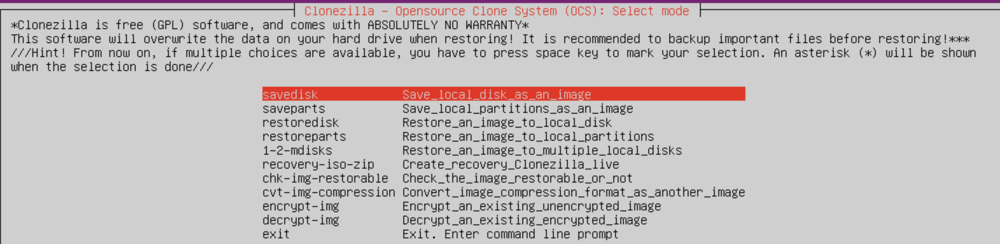 Clonezilla - Opensource Clone System (OCS): Select mode
*Clonezilla is free (GPL) software, and comes with ABSOLUTELY NO WARRANTY*
This software will overwrite the data on your hard drive when restoring! It is recommended to backup important files before restoring!***
///Hint! From now on, if multiple choices are available, you have to press space key to mark your selection. An asterisk (*) will be shown
when the selection is done///
savedisk Save_local_disk_as_an_image
saveparts Save_local_partitions_as_an_image
restoredisk Restore_an_image_to_local_disk
restoreparts Restore_an_image_to_local_partitions
1-2-mdisks Restore_an_image_to_multiple_local_disks
recovery-iso-zip Create_recovery_Clonezilla_live
chk-img-restorable Check_the_image_restorable_or_not
cvt-img-compression Convert_image_compression_format_as_another_image
encrypt-img Encrypt_an_existing_unencrypted_image
decrypt-img Decrypt_an_existing_encrypted_image
exit Exit. Enter command line prompt